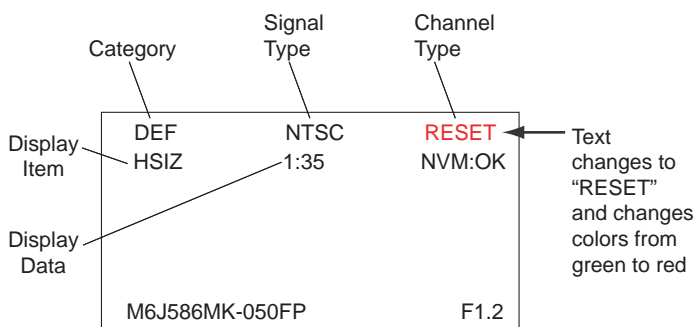 Category
Signal
Type
Channel
Type
DEF NTSC RESET
HSIZ 1:35 NVM:OK
Display
Item
Display
Data
Text
changes to
“RESET”
and changes
colors from
green to red
M6J586MK-050FP F1.2